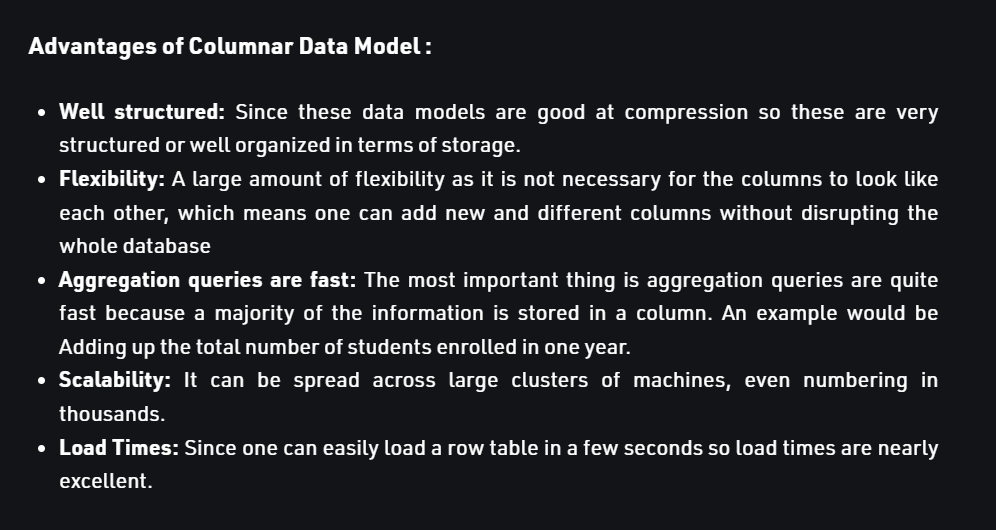 Advantages of Columnar Data Model :
• Well structured: Since these data models are good at compression so these are very
structured or well organized in terms of storage.
• Flexibility: A large amount of flexibility as it is not necessary for the columns to look like
each other, which means one can add new and different columns without disrupting the
whole database
• Aggregation queries are fast: The most important thing is aggregation queries are quite
fast because a majority of the information is stored in a column. An example would be
Adding up the total number of students enrolled in one year.
• Scalability: It can be spread across large clusters of machines, even numbering in
thousands.
• Load Times: Since one can easily load a row table in a few seconds so load times are nearly
excellent.